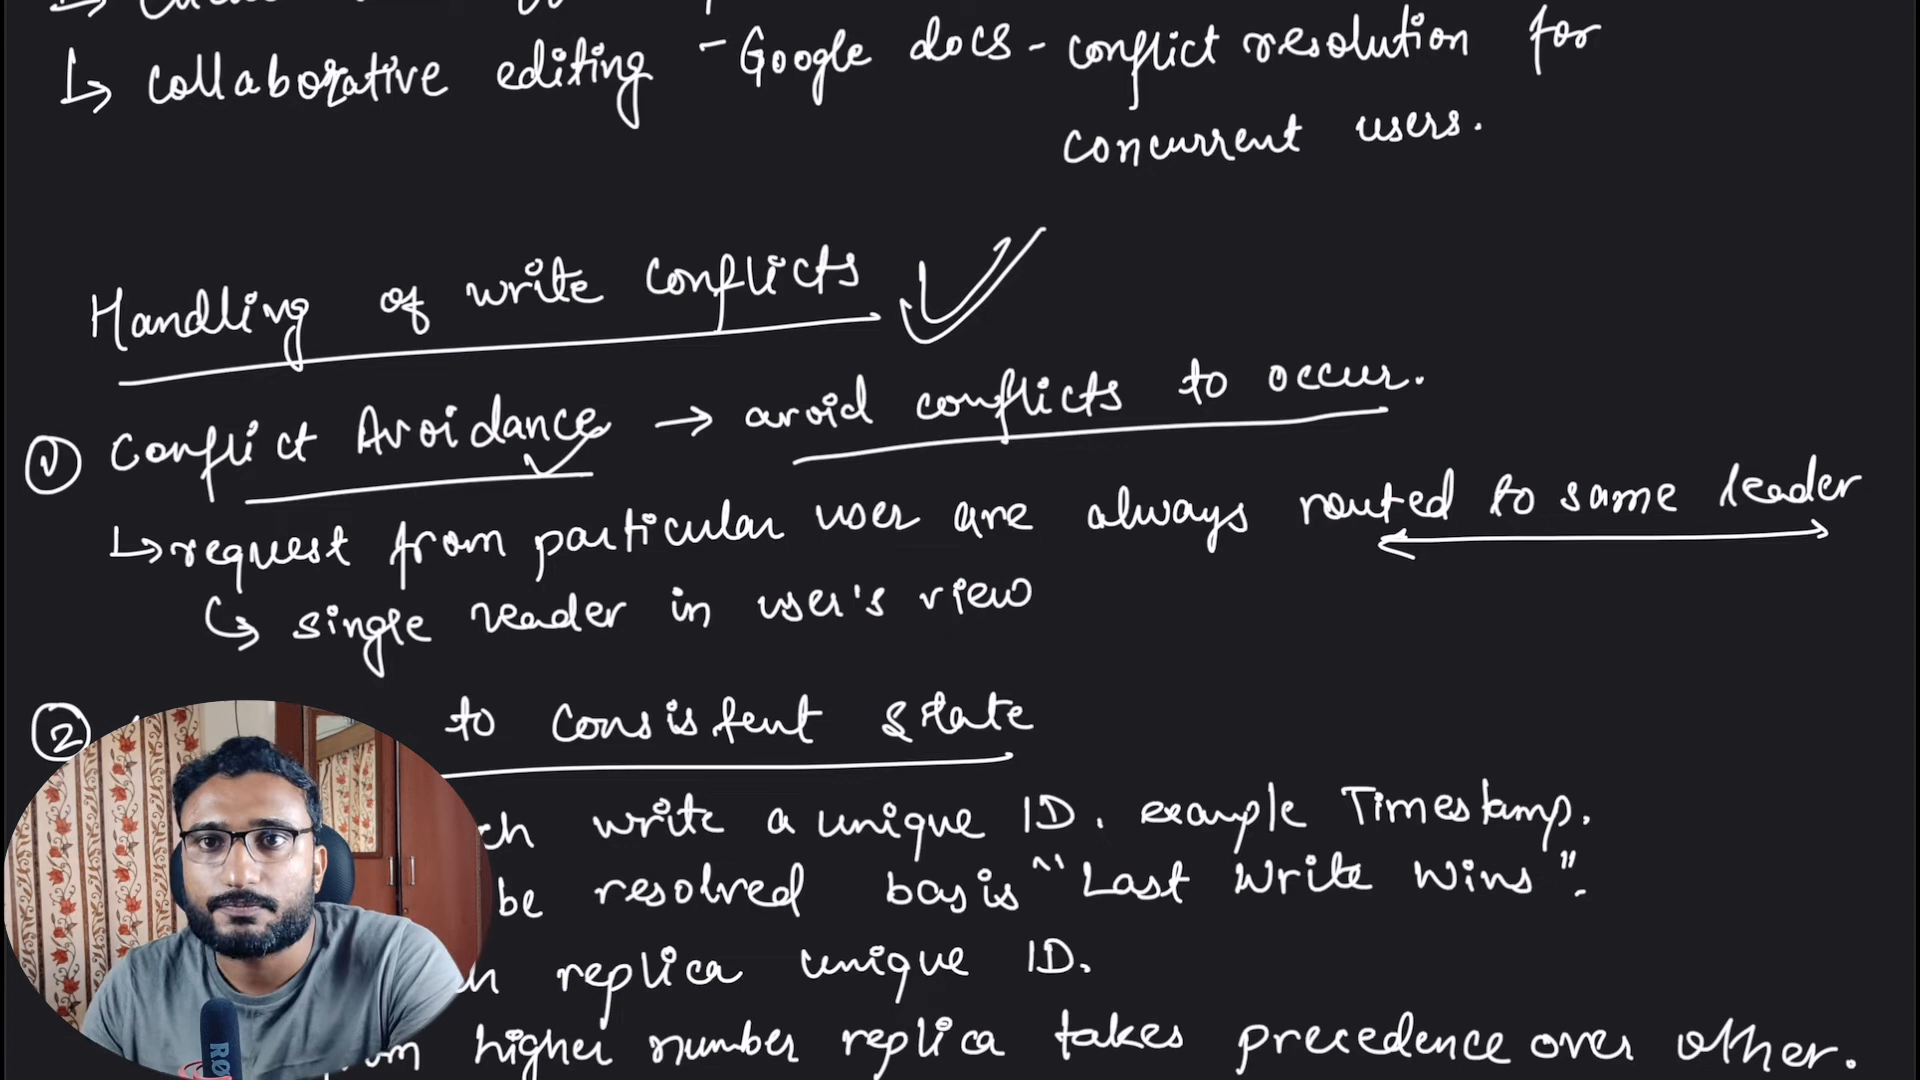 ↳ collaborative editing - Google docs - conflict resolution for
concurrent users.
Handling of write conflicts
① Conflict Avoidance → avoid conflicts to occur.
↳ request from particular user are always routed to same leader
↳ single leader in user's view
② to consistent state
write a unique ID. example Timestamp.
be resolved basis "Last Write Wins".
replica unique ID.
higher number replica takes precedence over other.